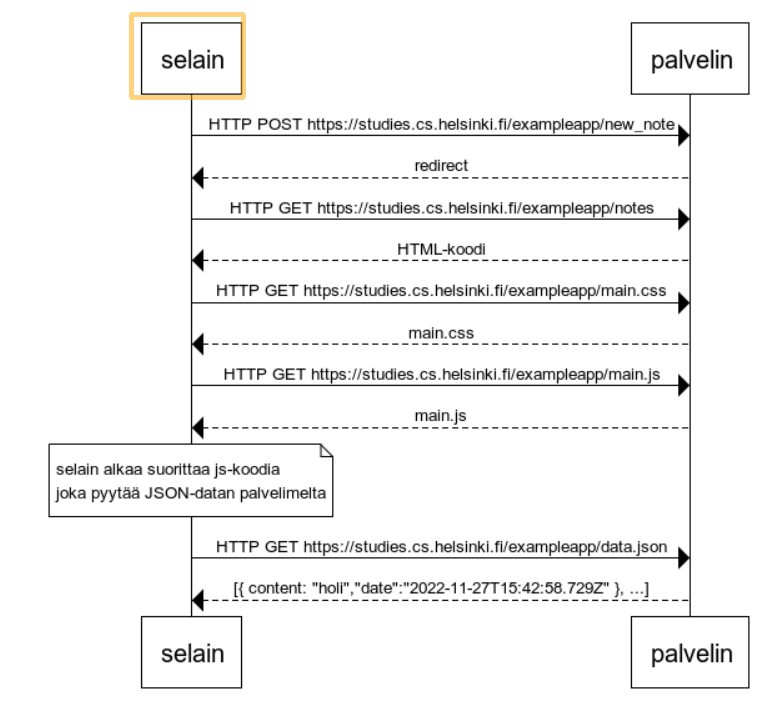 selain palvelin
HTTP POST https://studies.cs.helsinki.fi/exampleapp/new_note
redirect
HTTP GET https://studies.cs.helsinki.fi/exampleapp/notes
HTML-koodi
HTTP GET https://studies.cs.helsinki.fi/exampleapp/main.css
main.css
HTTP GET https://studies.cs.helsinki.fi/exampleapp/main.js
main.js
selain alkaa suorittaa js-koodia
joka pyytää JSON-datan palvelimelta
HTTP GET https://studies.cs.helsinki.fi/exampleapp/data.json
[{ content: "holi","date":"2022-11-27T15:42:58.729Z" }, ...]
selain palvelin